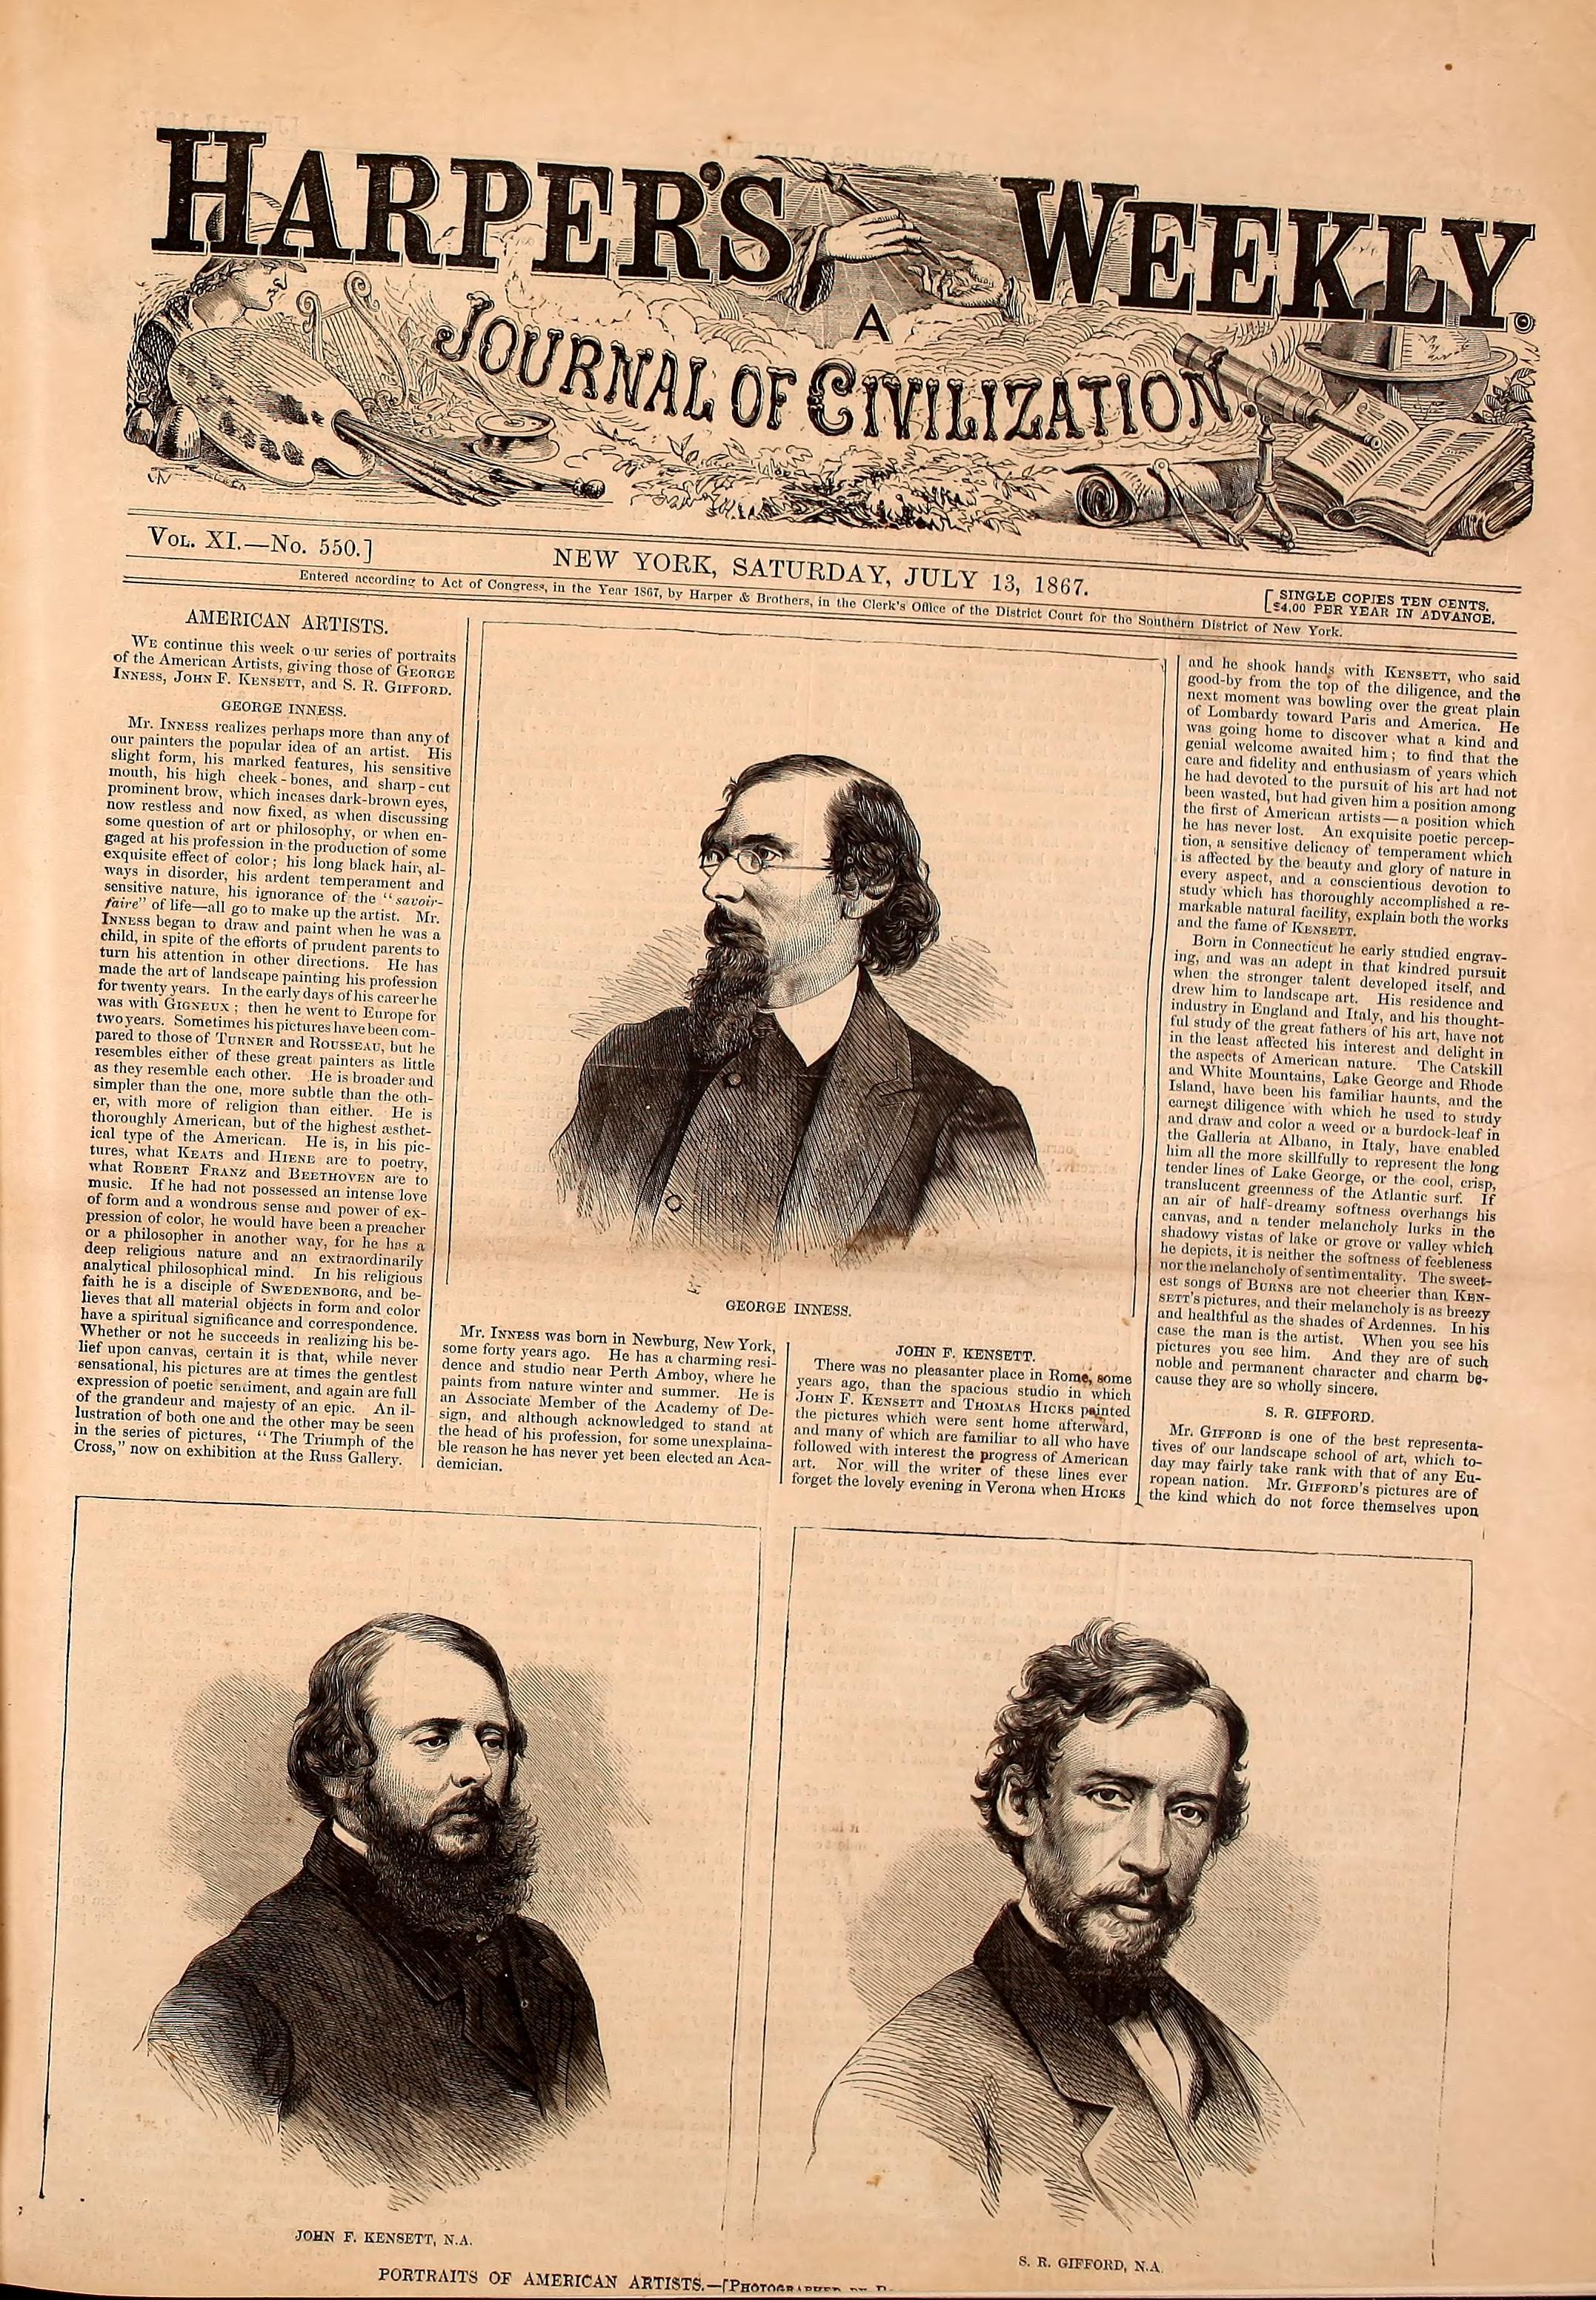 HARPER'S WEEKLY.
A
JOURNAL OF CIVILIZATION
VOL. XI.—No. 550.]
NEW YORK, SATURDAY, JULY 13, 1867.
[SINGLE COPIES TEN CENTS.
$4.00 PER YEAR IN ADVANCE.
Entered according to Act of Congress, in the Year 1867, by Harper & Brothers, in the Clerk's Office of the District Court for the Southern District of New York.
AMERICAN ARTISTS.
WE continue this week our series of portraits
of the American Artists, giving those of GEORGE
INNESS, JOHN F. KENSETT, and S. R. GIFFORD.
GEORGE INNESS.
Mr. INNESS realizes perhaps more than any of
our painters the popular idea of an artist. His
slight form, his marked features, his sensitive
mouth, his high cheek-bones, and sharp-cut
prominent brow, which incases dark-brown eyes,
now restless and now fixed, as when discussing
some question of art or philosophy, or when en-
gaged at his profession in the production of some
exquisite effect of color; his long black hair, al-
ways in disorder, his ardent temperament and
sensitive nature, his ignorance of the "savoir-
faire" of life—all go to make up the artist. Mr.
INNESS began to draw and paint when he was a
child, in spite of the efforts of prudent parents to
turn his attention in other directions. He has
made the art of landscape painting his profession
for twenty years. In the early days of his career he
was with GIGNEUX; then he went to Europe for
two years. Sometimes his pictures have been com-
pared to those of TURNER and ROUSSEAU, but he
resembles either of these great painters as little
as they resemble each other. He is broader and
simpler than the one, more subtle than the oth-
er, with more of religion than either. He is
thoroughly American, but of the highest æsthet-
ical type of the American. He is, in his pic-
tures, what KEATS and HIENE are to poetry,
what ROBERT FRANZ and BEETHOVEN are to
music. If he had not possessed an intense love
of form and a wondrous sense and power of ex-
pression of color, he would have been a preacher
or a philosopher in another way, for he has a
deep religious nature and an extraordinarily
analytical philosophical mind. In his religious
faith he is a disciple of SWEDENBORG, and be-
lieves that all material objects in form and color
have a spiritual significance and correspondence.
Whether or not he succeeds in realizing his be-
lief upon canvas, certain it is that, while never
sensational, his pictures are at times the gentlest
expression of poetic sentiment, and again are full
of the grandeur and majesty of an epic. An il-
lustration of both one and the other may be seen
in the series of pictures, "The Triumph of the
Cross," now on exhibition at the Russ Gallery.
GEORGE INNESS.
Mr. INNESS was born in Newburg, New York,
some forty years ago. He has a charming resi-
dence and studio near Perth Amboy, where he
paints from nature winter and summer. He is
an Associate Member of the Academy of De-
sign, and although acknowledged to stand at
the head of his profession, for some unexplaina-
ble reason he has never yet been elected an Aca-
demician.
JOHN F. KENSETT.
There was no pleasanter place in Rome, some
years ago, than the spacious studio in which
JOHN F. KENSETT and THOMAS HICKS painted
the pictures which were sent home afterward,
and many of which are familiar to all who have
followed with interest the progress of American
art. Nor will the writer of these lines ever
forget the lovely evening in Verona when HICKS
and he shook hands with KENSETT, who said
good-by from the top of the diligence, and the
next moment was bowling over the great plain
of Lombardy toward Paris and America. He
was going home to discover what a kind and
genial welcome awaited him; to find that the
care and fidelity and enthusiasm of years which
he had devoted to the pursuit of his art had not
been wasted, but had given him a position among
the first of American artists—a position which
he has never lost. An exquisite poetic percep-
tion, a sensitive delicacy of temperament which
is affected by the beauty and glory of nature in
every aspect, and a conscientious devotion to
study which has thoroughly accomplished a re-
markable natural facility, explain both the works
and the fame of KENSETT.
Born in Connecticut he early studied engrav-
ing, and was an adept in that kindred pursuit
when the stronger talent developed itself, and
drew him to landscape art. His residence and
industry in England and Italy, and his thought-
ful study of the great fathers of his art, have not
in the least affected his interest and delight in
the aspects of American nature. The Catskill
and White Mountains, Lake George and Rhode
Island, have been his familiar haunts, and the
earnest diligence with which he used to study
and draw and color a weed or a burdock-leaf in
the Galleria at Albano, in Italy, have enabled
him all the more skillfully to represent the long
tender lines of Lake George, or the cool, crisp,
translucent greenness of the Atlantic surf. If
an air of half-dreamy softness overhangs his
canvas, and a tender melancholy lurks in the
shadowy vistas of lake or grove or valley which
he depicts, it is neither the softness of feebleness
nor the melancholy of sentimentality. The sweet-
est songs of BURNS are not cheerier than KEN-
SETT'S pictures, and their melancholy is as breezy
and healthful as the shades of Ardennes. In his
case the man is the artist. When you see his
pictures you see him. And they are of such
noble and permanent character and charm be-
cause they are so wholly sincere.
S. R. GIFFORD.
Mr. GIFFORD is one of the best representa-
tives of our landscape school of art, which to-
day may fairly take rank with that of any Eu-
ropean nation. Mr. GIFFORD'S pictures are of
the kind which do not force themselves upon
JOHN F. KENSETT, N.A.
S. R. GIFFORD, N.A.
PORTRAITS OF AMERICAN ARTISTS.—[PHOTOGRAPHED BY